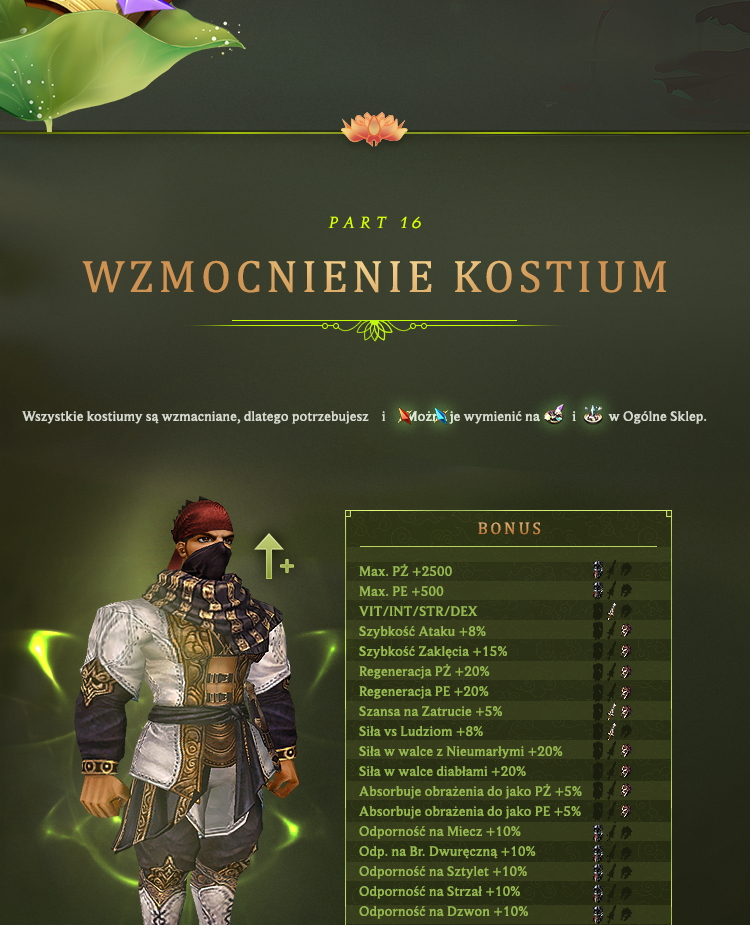 PART 16
WZMOCNIENIE KOSTIUM
Wszystkie kostiumy są wzmacniane, dlatego potrzebujesz i Możn je wymienić na i w Ogólne Sklep.
BONUS
Max. PŻ +2500
Max. PE +500
VIT/INT/STR/DEX
Szybkość Ataku +8%
Szybkość Zaklęcia +15%
Regeneracja PŻ +20%
Regeneracja PE +20%
Szansa na Zatrucie +5%
Siła vs Ludziom +8%
Siła w walce z Nieumarłymi +20%
Siła w walce diabłami +20%
Absorbuje obrażenia do jako PŻ +5%
Absorbuje obrażenia do jako PE +5%
Odporność na Miecz +10%
Odp. na Br. Dwuręczną +10%
Odporność na Sztylet +10%
Odporność na Strzał +10%
Odporność na Dzwon +10%